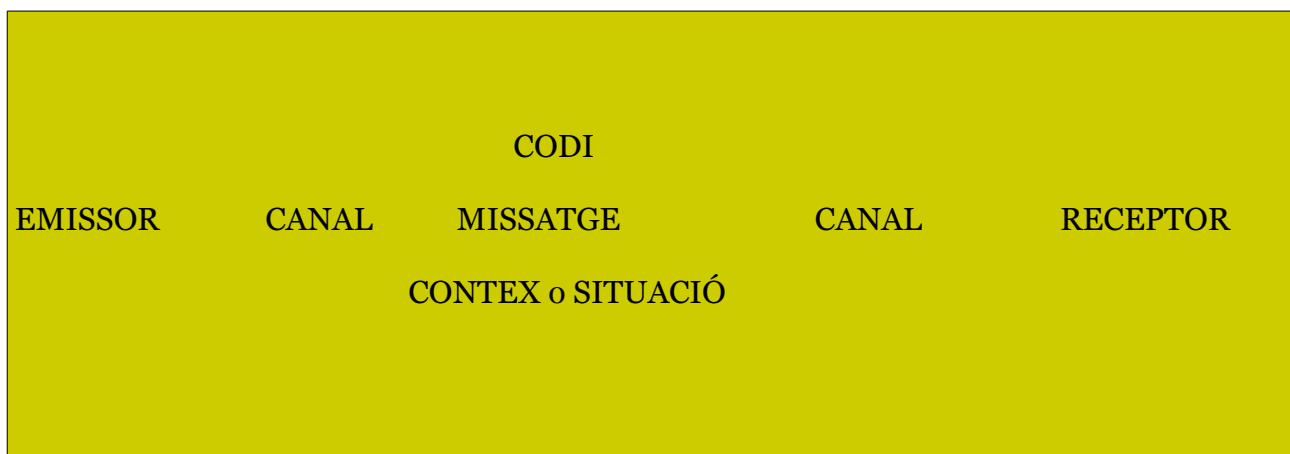 CODI
EMISSOR CANAL MISSATGE CANAL RECEPTOR
CONTEX o SITUACIÓ